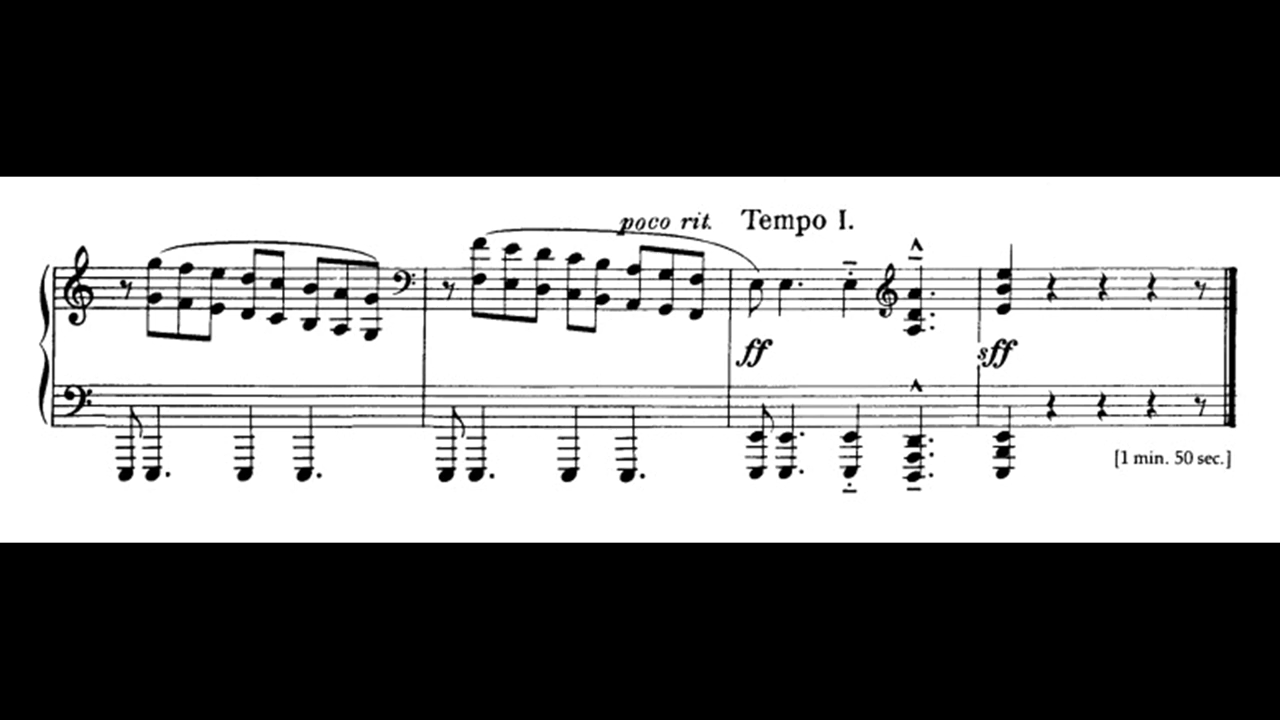 poco rit. Tempo I.
ff sff
[1 min. 50 sec.]